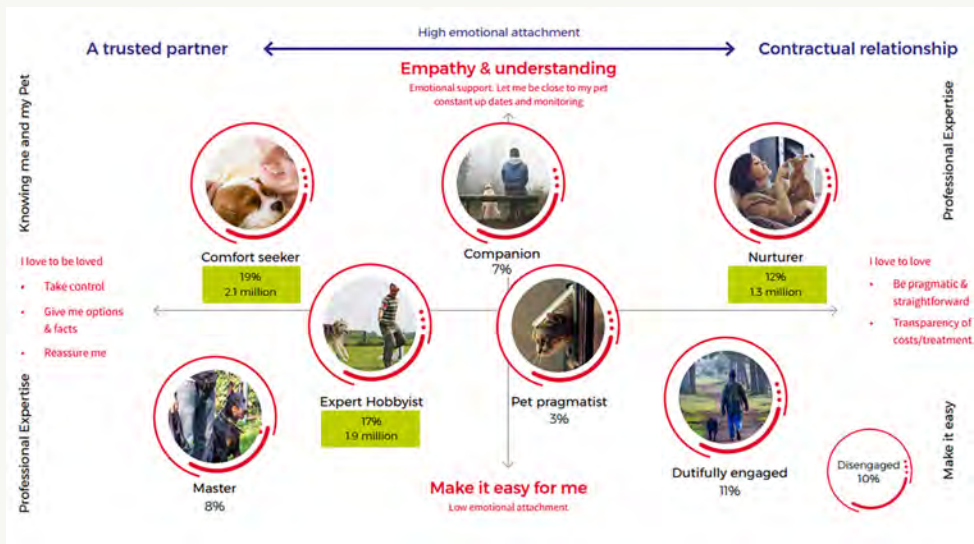 High emotional attachment
A trusted partner
Contractual relationship
Empathy & understanding
Emotional support. Let me be close to my pet
constant up dates and monitoring
Knowing me and my Pet
Professional Expertise
Comfort seeker
19%
2.1 million
Companion
7%
Nurturer
12%
1.3 million
I love to be loved
• Take control
• Give me options
& facts
• Reassure me
I love to love
• Be pragmatic &
straightforward
• Transparency of
costs/treatment.
Expert Hobbyist
17%
1.9 million
Pet pragmatist
3%
Professional Expertise
Make it easy
Master
8%
Make it easy for me
Low emotional attachment
Dutifully engaged
11%
Disengaged
10%